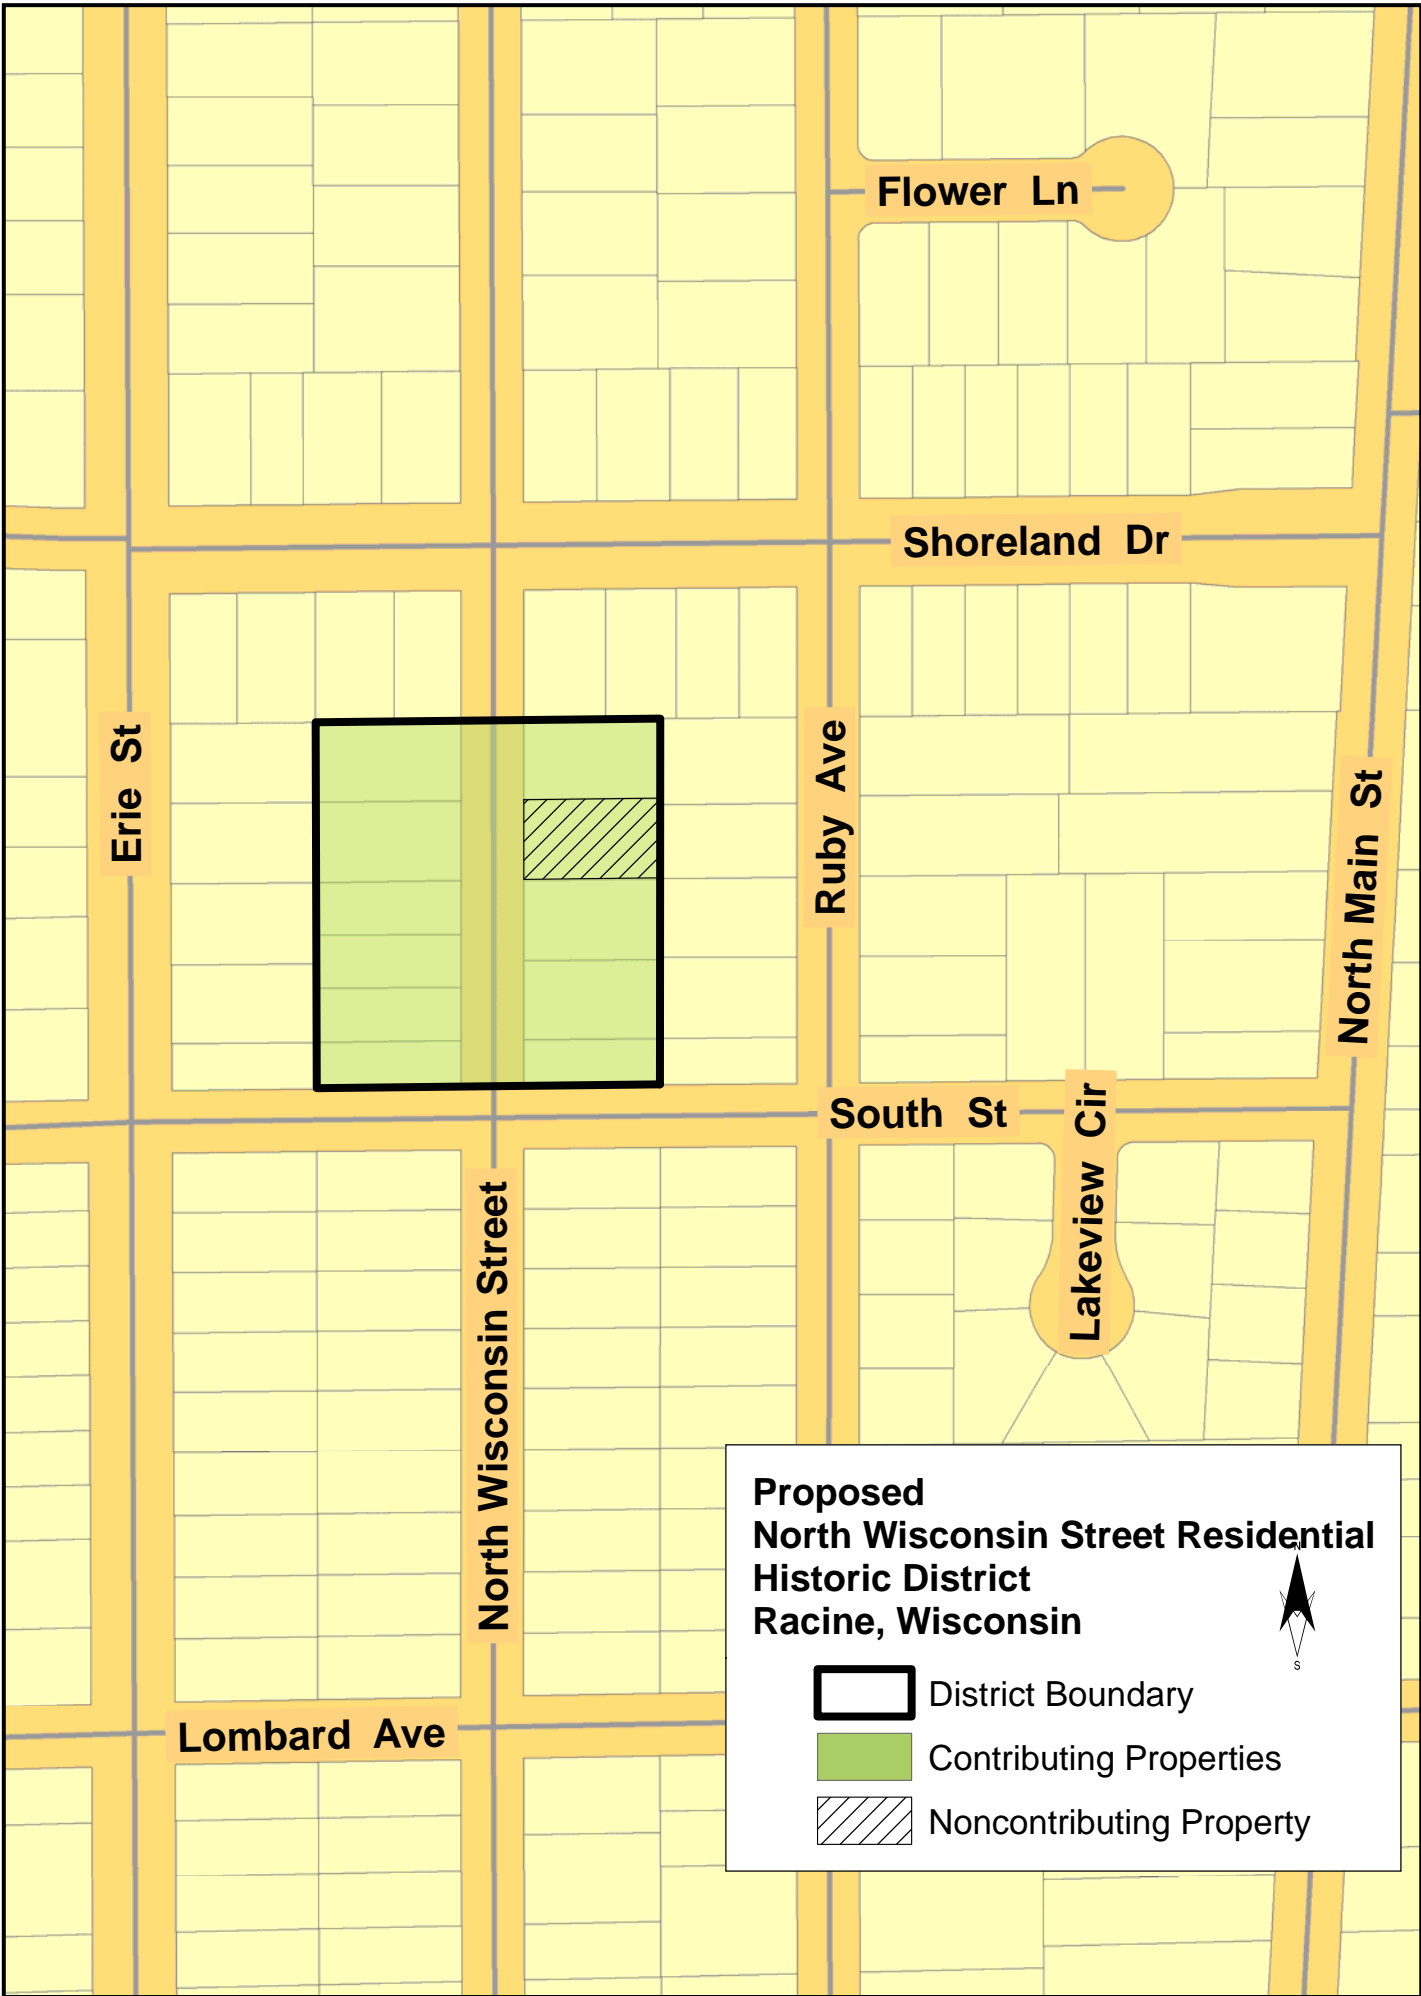 Flower Ln
Shoreland Dr
Erie St
Ruby Ave
North Main St
South St
Lakeview Cir
North Wisconsin Street
Lombard Ave
Proposed
North Wisconsin Street Residential
Historic District
Racine, Wisconsin
N
S
District Boundary
Contributing Properties
Noncontributing Property